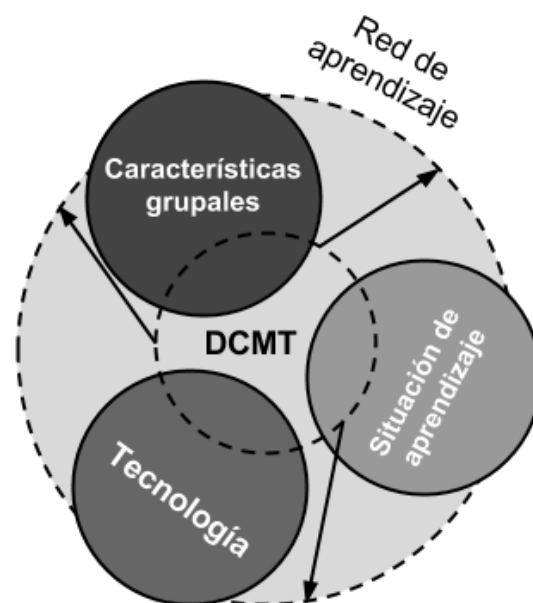 Red de
aprendizaje
Características
grupales
DCMT
Situación de
aprendizaje
Tecnología